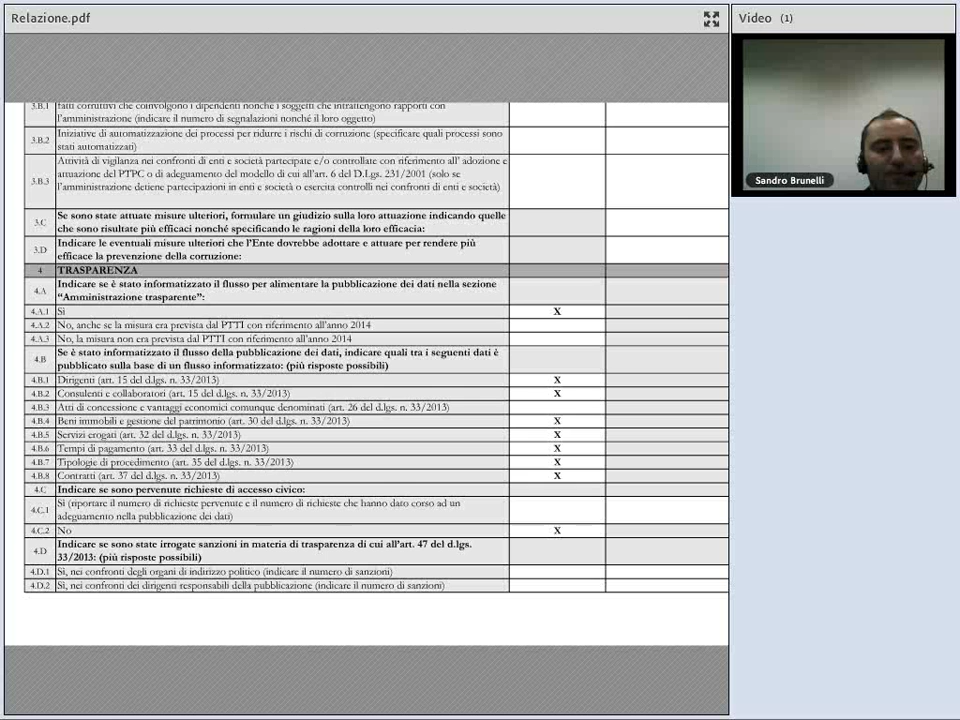 Relazione.pdf
Video (1)
Sandro Brunelli
3.B.1 fatti corruttivi che coinvolgono i dipendenti nonché i soggetti che intrattengono rapporti con
l'amministrazione (indicare il numero di segnalazioni nonché il loro oggetto)
3.B.2 Iniziative di automatizzazione dei processi per ridurre i rischi di corruzione (specificare quali processi sono
stati automatizzati)
3.B.3 Attività di vigilanza nei confronti di enti e società partecipate e/o controllate con riferimento all' adozione e
attuazione del PTPC o di adeguamento del modello di cui all'art. 6 del D.Lgs. 231/2001 (solo se
l'amministrazione detiene partecipazioni in enti e società o esercita controlli nei confronti di enti e società)
3.C Se sono state attuate misure ulteriori, formulare un giudizio sulla loro attuazione indicando quelle
che sono risultate più efficaci nonché specificando le ragioni della loro efficacia:
3.D Indicare le eventuali misure ulteriori che l'Ente dovrebbe adottare e attuare per rendere più
efficace la prevenzione della corruzione:
4 TRASPARENZA
4.A Indicare se è stato informatizzato il flusso per alimentare la pubblicazione dei dati nella sezione
“Amministrazione trasparente”:
4.A.1 Sì X
4.A.2 No, anche se la misura era prevista dal PTTI con riferimento all'anno 2014
4.A.3 No, la misura non era prevista dal PTTI con riferimento all'anno 2014
4.B Se è stato informatizzato il flusso della pubblicazione dei dati, indicare quali tra i seguenti dati è
pubblicato sulla base di un flusso informatizzato: (più risposte possibili)
4.B.1 Dirigenti (art. 15 del d.lgs. n. 33/2013) X
4.B.2 Consulenti e collaboratori (art. 15 del d.lgs. n. 33/2013) X
4.B.3 Atti di concessione e vantaggi economici comunque denominati (art. 26 del d.lgs. n. 33/2013)
4.B.4 Beni immobili e gestione del patrimonio (art. 30 del d.lgs. n. 33/2013) X
4.B.5 Servizi erogati (art. 32 del d.lgs. n. 33/2013) X
4.B.6 Tempi di pagamento (art. 33 del d.lgs. n. 33/2013) X
4.B.7 Tipologie di procedimento (art. 35 del d.lgs. n. 33/2013) X
4.B.8 Contratti (art. 37 del d.lgs. n. 33/2013) X
4.C Indicare se sono pervenute richieste di accesso civico:
4.C.1 Sì (riportare il numero di richieste pervenute e il numero di richieste che hanno dato corso ad un
adeguamento nella pubblicazione dei dati)
4.C.2 No X
4.D Indicare se sono state irrogate sanzioni in materia di trasparenza di cui all'art. 47 del d.lgs.
33/2013: (più risposte possibili)
4.D.1 Sì, nei confronti degli organi di indirizzo politico (indicare il numero di sanzioni)
4.D.2 Sì, nei confronti dei dirigenti responsabili della pubblicazione (indicare il numero di sanzioni)